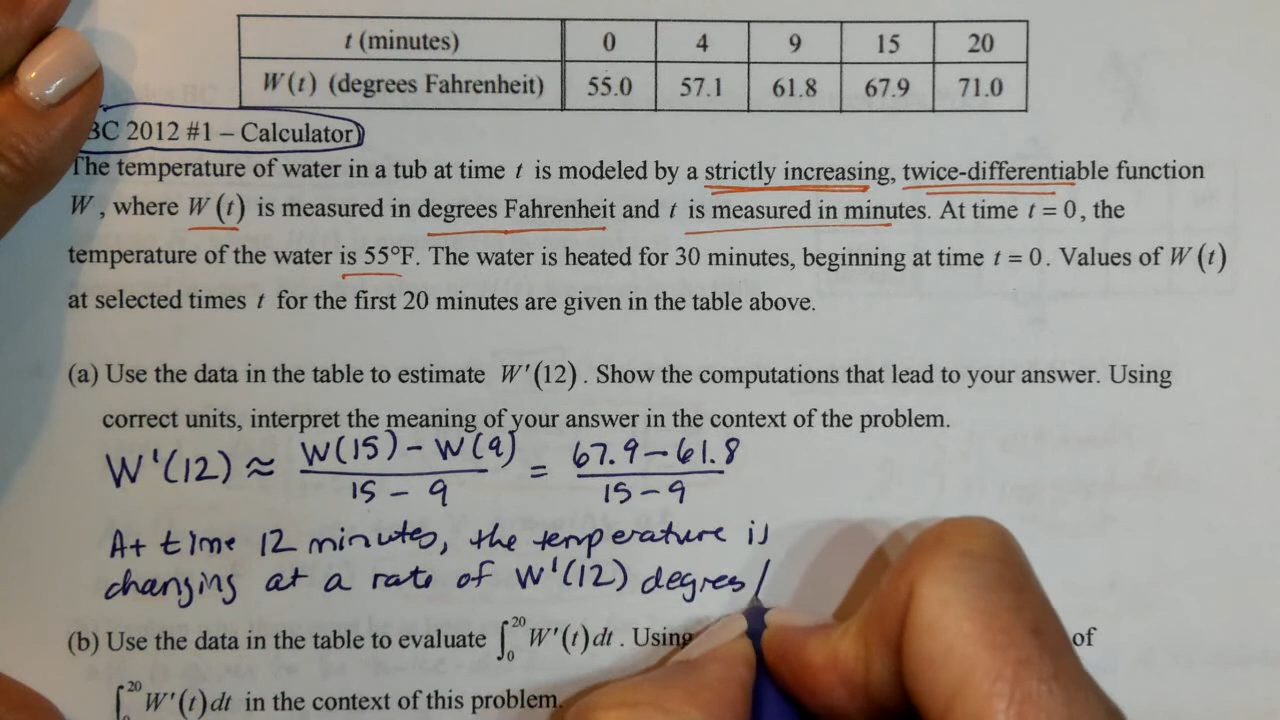 t (minutes) 0 4 9 15 20
W(t) (degrees Fahrenheit) 55.0 57.1 61.8 67.9 71.0
BC 2012 #1 – Calculator)
The temperature of water in a tub at time t is modeled by a strictly increasing, twice-differentiable function
W, where W(t) is measured in degrees Fahrenheit and t is measured in minutes. At time t = 0, the
temperature of the water is 55°F. The water is heated for 30 minutes, beginning at time t = 0. Values of W(t)
at selected times t for the first 20 minutes are given in the table above.
(a) Use the data in the table to estimate W′(12). Show the computations that lead to your answer. Using
correct units, interpret the meaning of your answer in the context of the problem.
W'(12) ≈ W(15) - W(9) / 15 - 9 = 67.9 - 61.8 / 15 - 9
At time 12 minutes, the temperature is
changing at a rate of W'(12) degres/
(b) Use the data in the table to evaluate ∫₀²⁰ W′(t)dt. Using of
∫²⁰ W′(t)dt in the context of this problem.